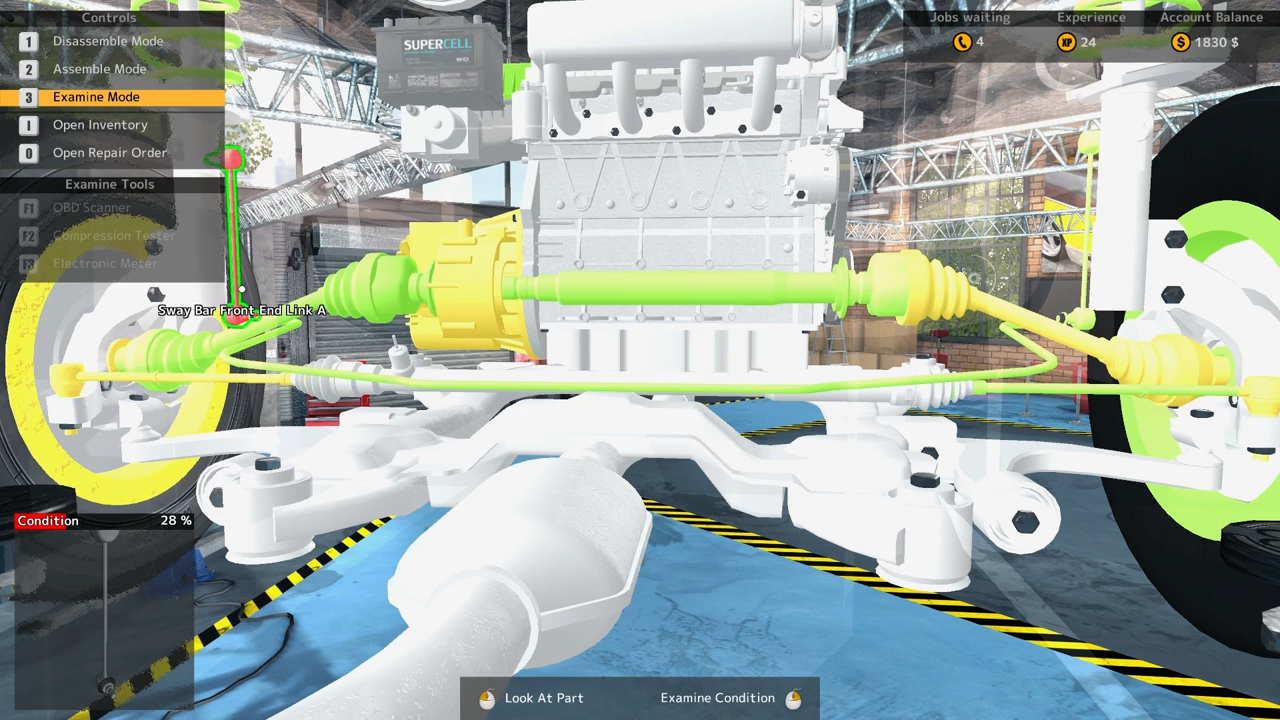 Controls
1 Disassemble Mode
2 Assemble Mode
3 Examine Mode
I Open Inventory
O Open Repair Order
Examine Tools
F1 OBD Scanner
F2 Compression Tester
F3 Electronic Meter
SUPERCELL
Jobs waiting Experience Account Balance
4 XP 24 $ 1830 $
Sway Bar Front End Link A
Condition 28 %
Look At Part Examine Condition